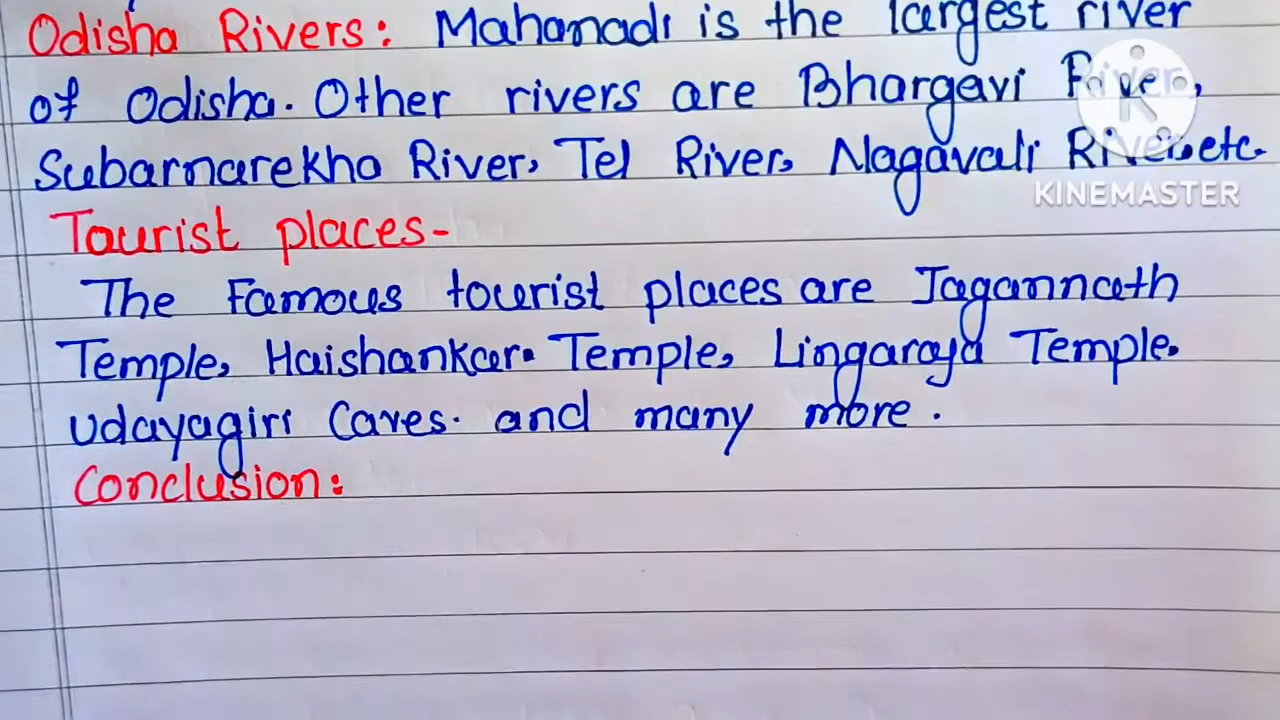 Odisha Rivers: Mahanadi is the largest river
of Odisha. Other rivers are Bhargavi River,
Subarnarekha River, Tel River, Nagavali River, etc.
Tourist places-
The Famous tourist places are Jagannath
Temple, Haishankar. Temple, Lingaraja Temple.
Udayagiri Caves. and many more.
Conclusion:
KINEMASTER